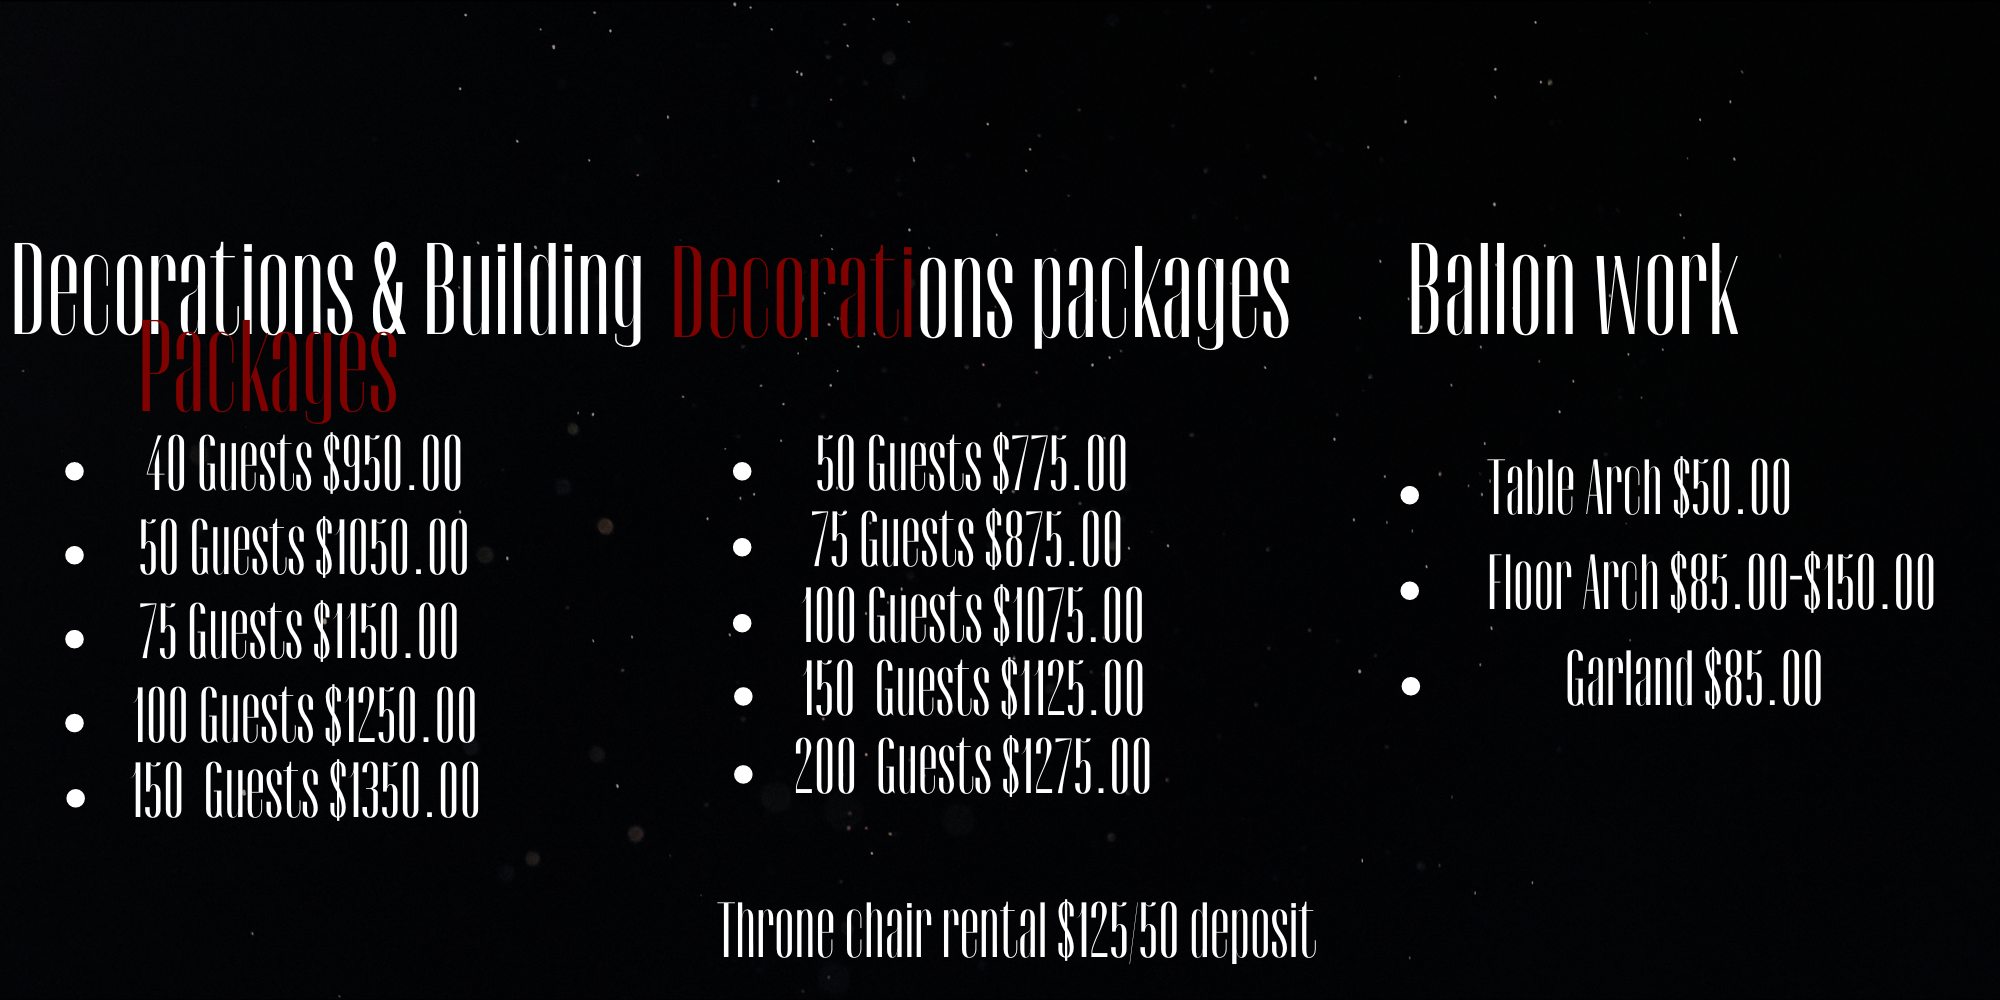 Decorations & Building
Packages
40 Guests $950.00
50 Guests $1050.00
75 Guests $1150.00
100 Guests $1250.00
150 Guests $1350.00
Decorations packages
50 Guests $775.00
75 Guests $875.00
100 Guests $1075.00
150 Guests $1125.00
200 Guests $1275.00
Ballon work
Table Arch $50.00
Floor Arch $85.00-$150.00
Garland $85.00
Throne chair rental $125/50 deposit